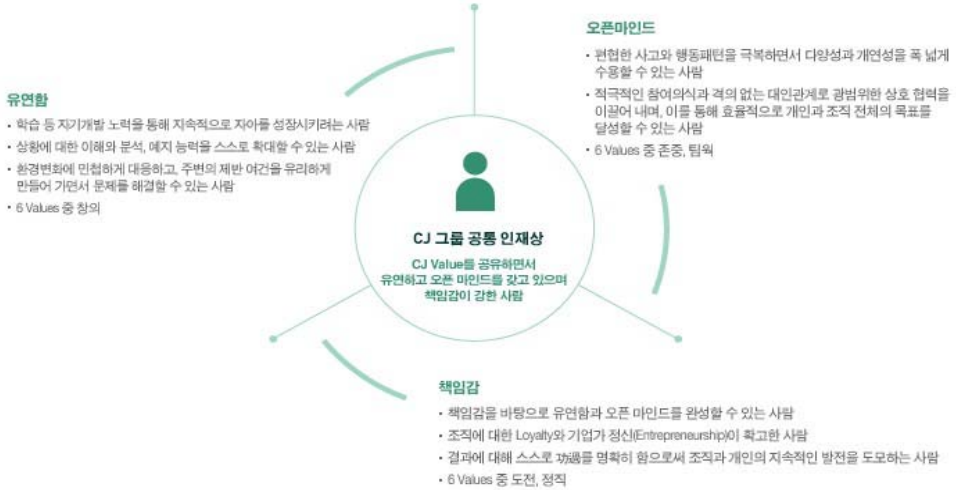 오픈마인드
• 편협한 사고와 행동패턴을 극복하면서 다양성과 개연성을 폭 넓게
수용할 수 있는 사람
• 적극적인 참여의식과 격의 없는 대인관계로 광범위한 상호 협력을
이끌어 내며, 이를 통해 효율적으로 개인과 조직 전체의 목표를
달성할 수 있는 사람
• 6 Values 중 존중, 팀웍
유연함
• 학습 등 자기개발 노력을 통해 지속적으로 자아를 성장시키려는 사람
• 상황에 대한 이해와 분석, 예지 능력을 스스로 확대할 수 있는 사람
• 환경변화에 민첩하게 대응하고, 주변의 제반 여건을 유리하게
만들어 가면서 문제를 해결할 수 있는 사람
• 6 Values 중 창의
CJ 그룹 공통 인재상
CJ Value를 공유하면서
유연하고 오픈 마인드를 갖고 있으며
책임감이 강한 사람
책임감
• 책임감을 바탕으로 유연함과 오픈 마인드를 완성할 수 있는 사람
• 조직에 대한 Loyalty와 기업가 정신(Entrepreneurship)이 확고한 사람
• 결과에 대해 스스로 功過를 명확히 함으로써 조직과 개인의 지속적인 발전을 도모하는 사람
• 6 Values 중 도전, 정직